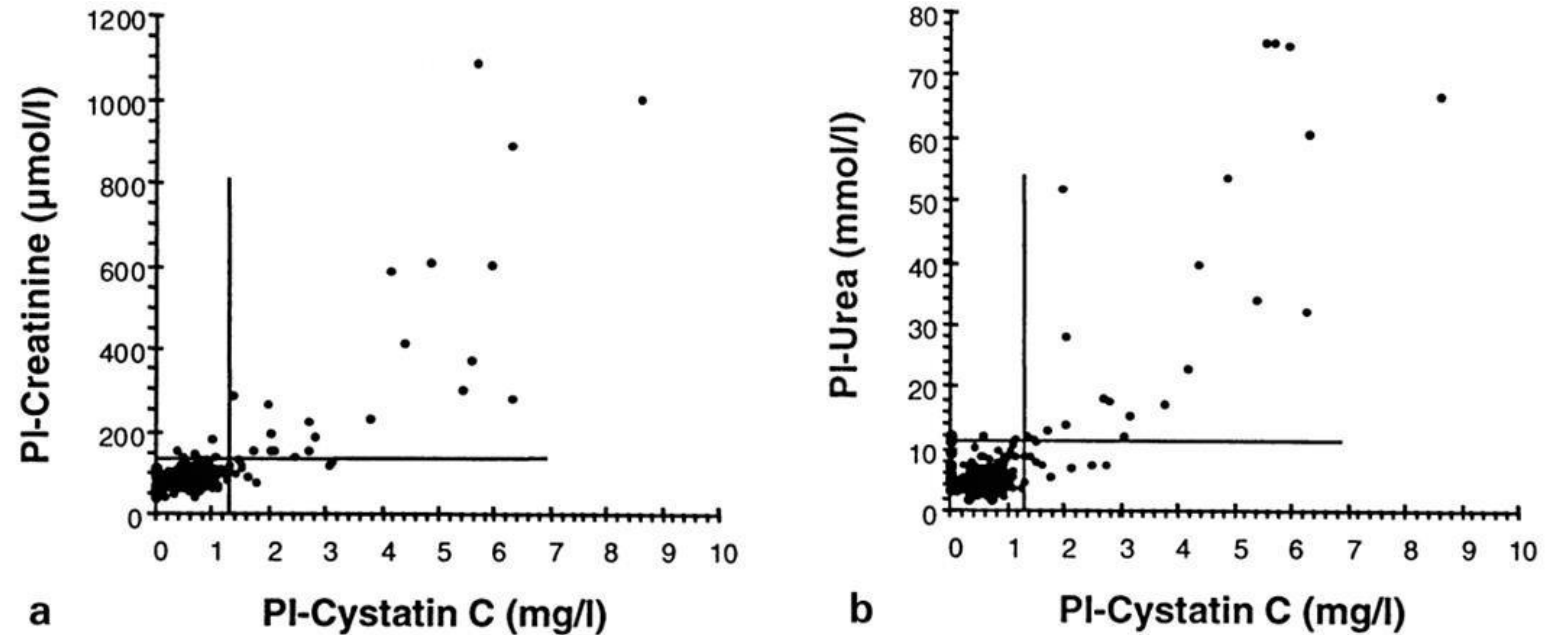 Pl-Creatinine (µmol/l)
1200
1000
800
600
400
200
0
0 1 2 3 4 5 6 7 8 9 10
a
Pl-Cystatin C (mg/l)
Pl-Urea (mmol/l)
80
70
60
50
40
30
20
10
0
0 1 2 3 4 5 6 7 8 9 10
b
Pl-Cystatin C (mg/l)